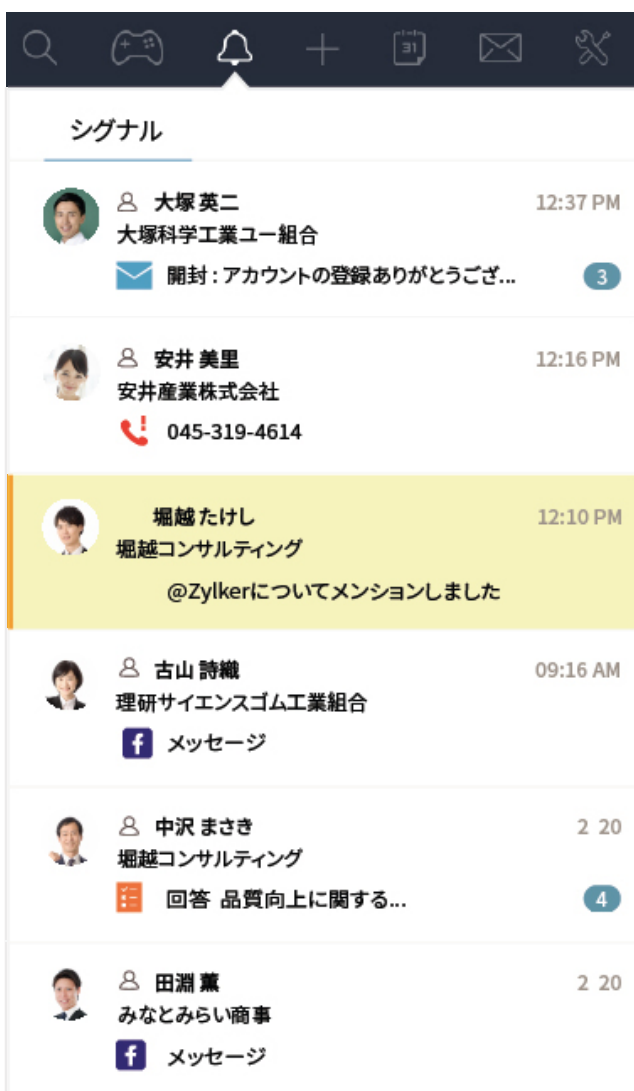 31
シグナル
大塚 英二 12:37 PM
大塚科学工業ユー組合
開封 : アカウントの登録ありがとうござ... 3
安井 美里 12:16 PM
安井産業株式会社
045-319-4614
堀越 たけし 12:10 PM
堀越コンサルティング
@Zylkerについてメンションしました
古山 詩織 09:16 AM
理研サイエンスゴム工業組合
f メッセージ
中沢 まさき 2 20
堀越コンサルティング
回答 品質向上に関する... 4
田淵 薫 2 20
みなとみらい商事
f メッセージ